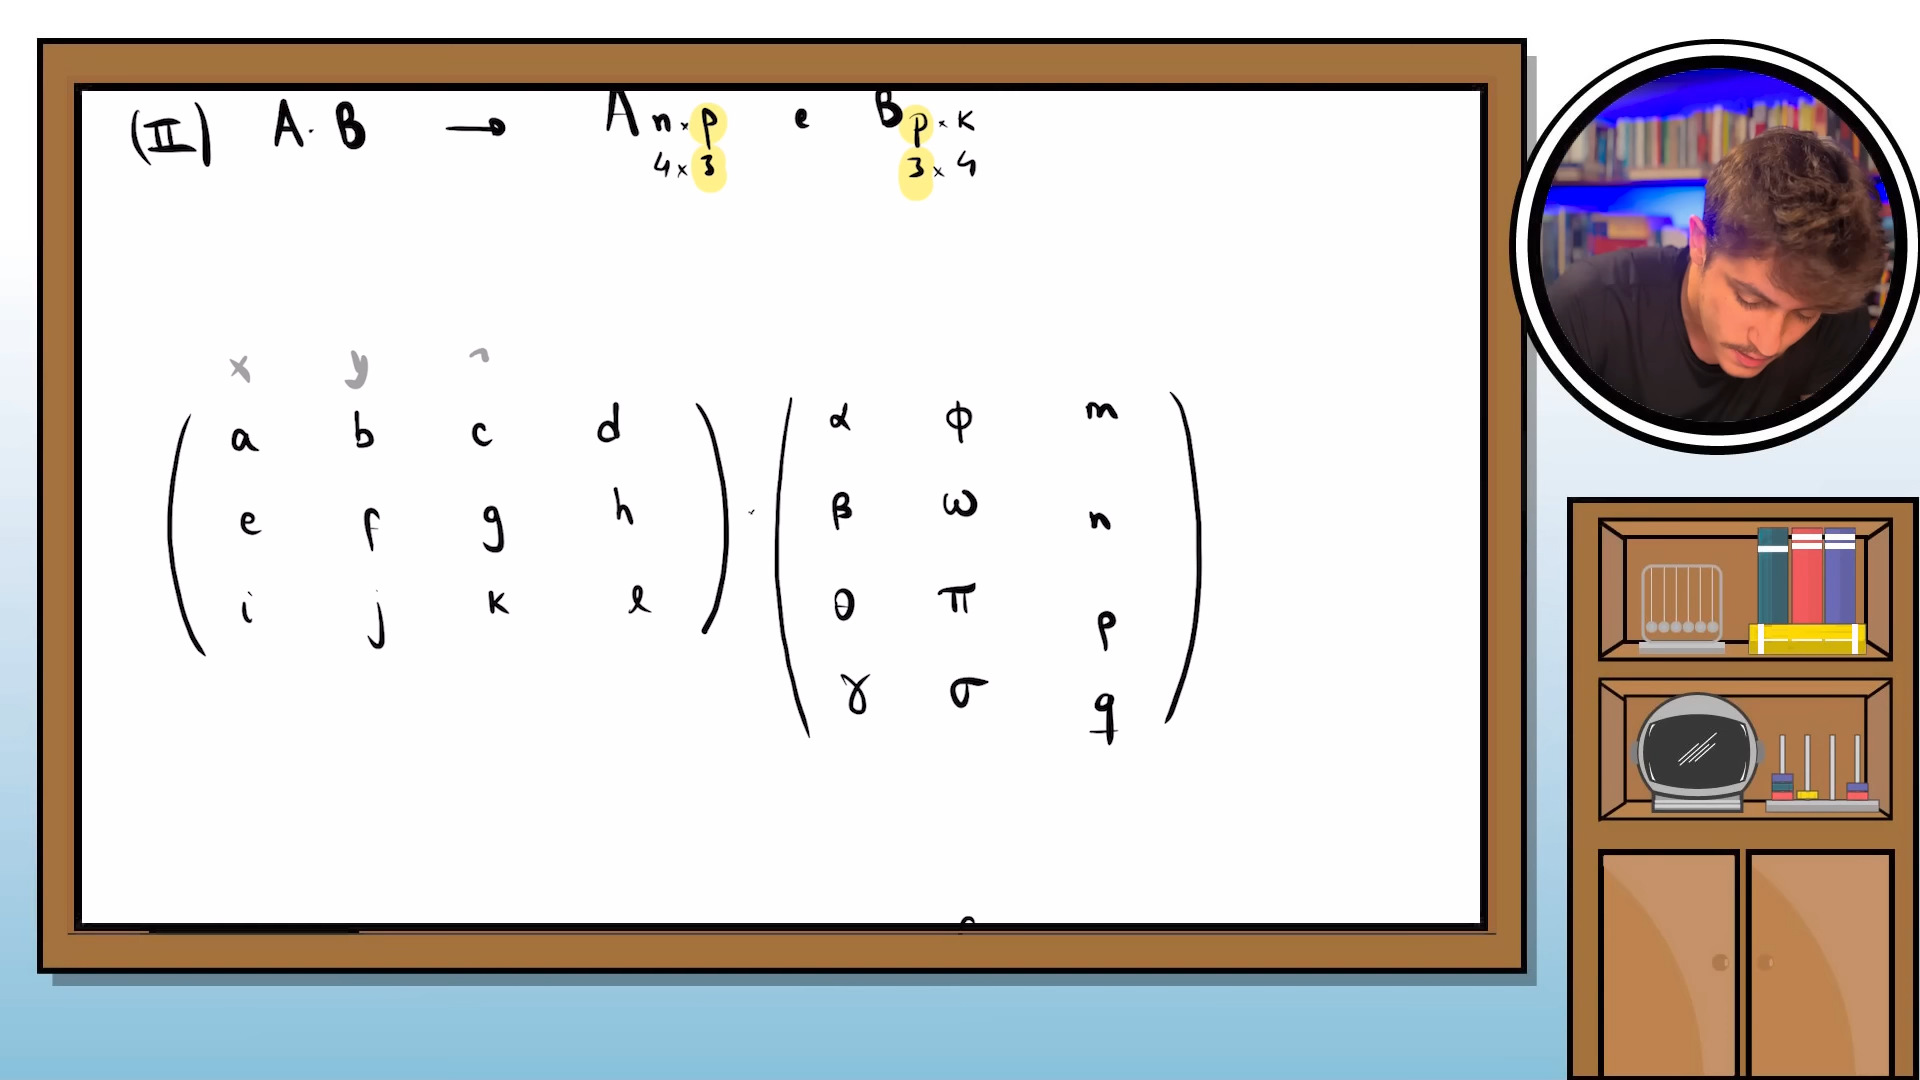 (II) A · B → A n × p e B p × k
4 × 3 3 × 4
x y
a b c d · α φ m
e f g h β ω n
i j k l θ π p
γ σ q